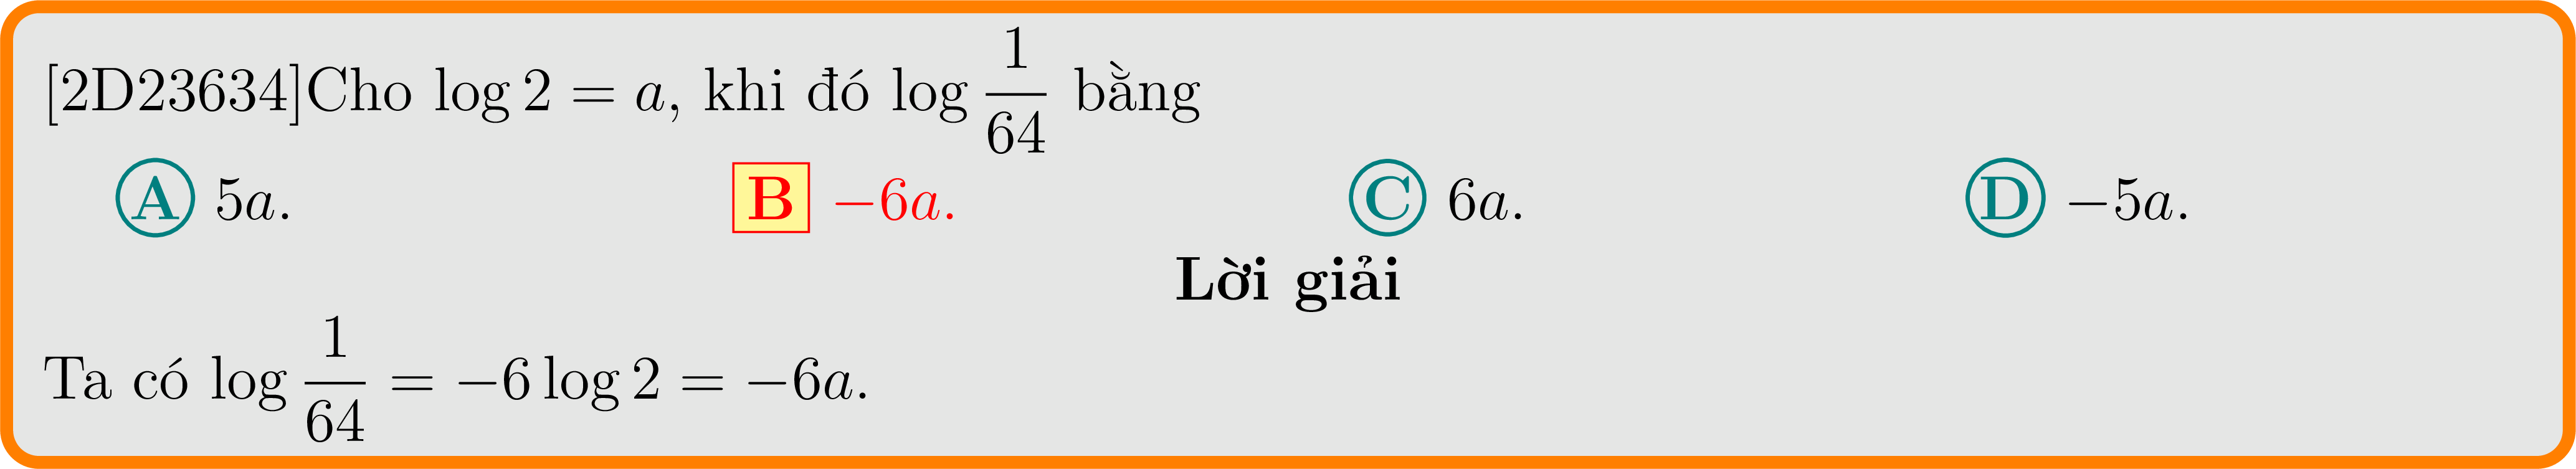 [2D23634]Cho log 2 = a, khi đó log \frac{1}{64} bằng
A 5a. B −6a. C 6a. D −5a.
Lời giải
Ta có log \frac{1}{64} = −6 log 2 = −6a.